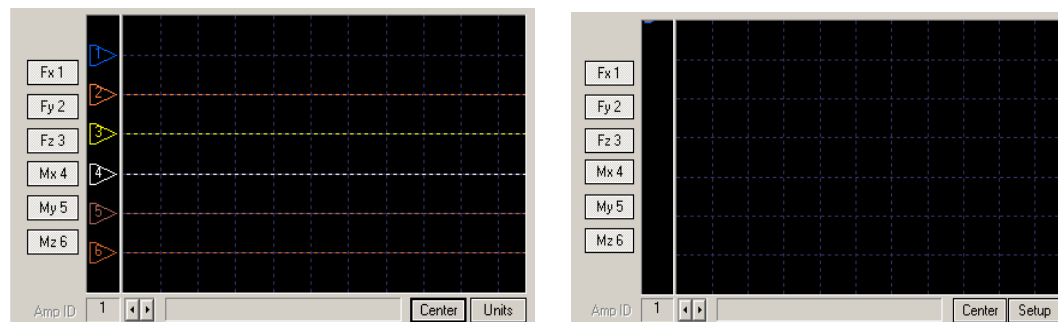 1
Fx 1
2
Fy 2
3
Fz 3
4
Mx 4
5
My 5
6
Mz 6
Amp ID 1 Center Units
Fx 1
Fy 2
Fz 3
Mx 4
My 5
Mz 6
Amp ID 1 Center Setup